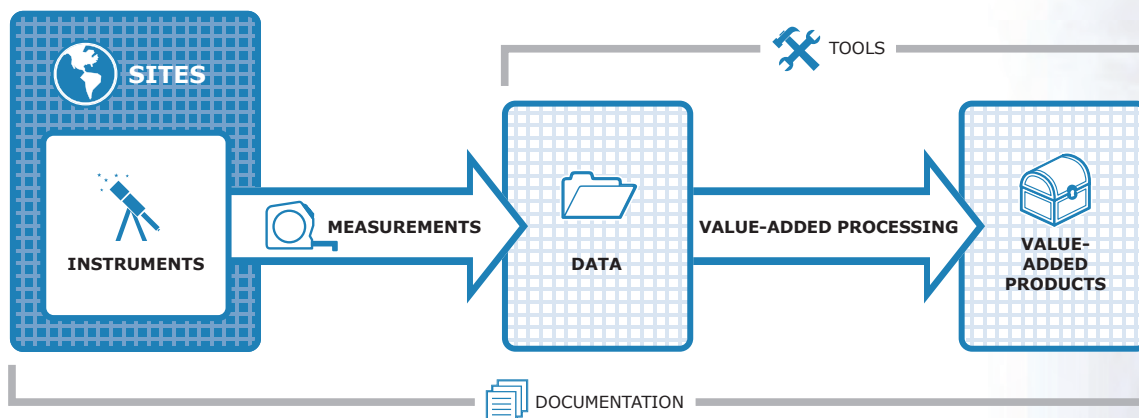 TOOLS
SITES
INSTRUMENTS
MEASUREMENTS
DATA
VALUE-ADDED PROCESSING
VALUE-
ADDED
PRODUCTS
DOCUMENTATION